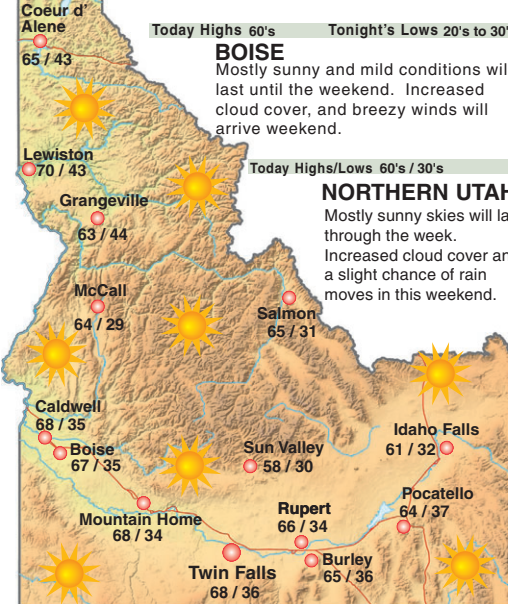 Coeur d'
Alene
65 / 43
Today Highs 60's Tonight's Lows 20's to 30's
BOISE
Mostly sunny and mild conditions wil
last until the weekend. Increased
cloud cover, and breezy winds will
arrive weekend.
Lewiston
70 / 43
Today Highs/Lows 60's / 30's
NORTHERN UTAH
Mostly sunny skies will la
through the week.
Increased cloud cover an
a slight chance of rain
moves in this weekend.
Grangeville
63 / 44
McCall
64 / 29
Salmon
65 / 31
Caldwell
68 / 35
Boise
67 / 35
Sun Valley
58 / 30
Idaho Falls
61 / 32
Mountain Home
68 / 34
Rupert
66 / 34
Pocatello
64 / 37
Twin Falls
68 / 36
Burley
65 / 36